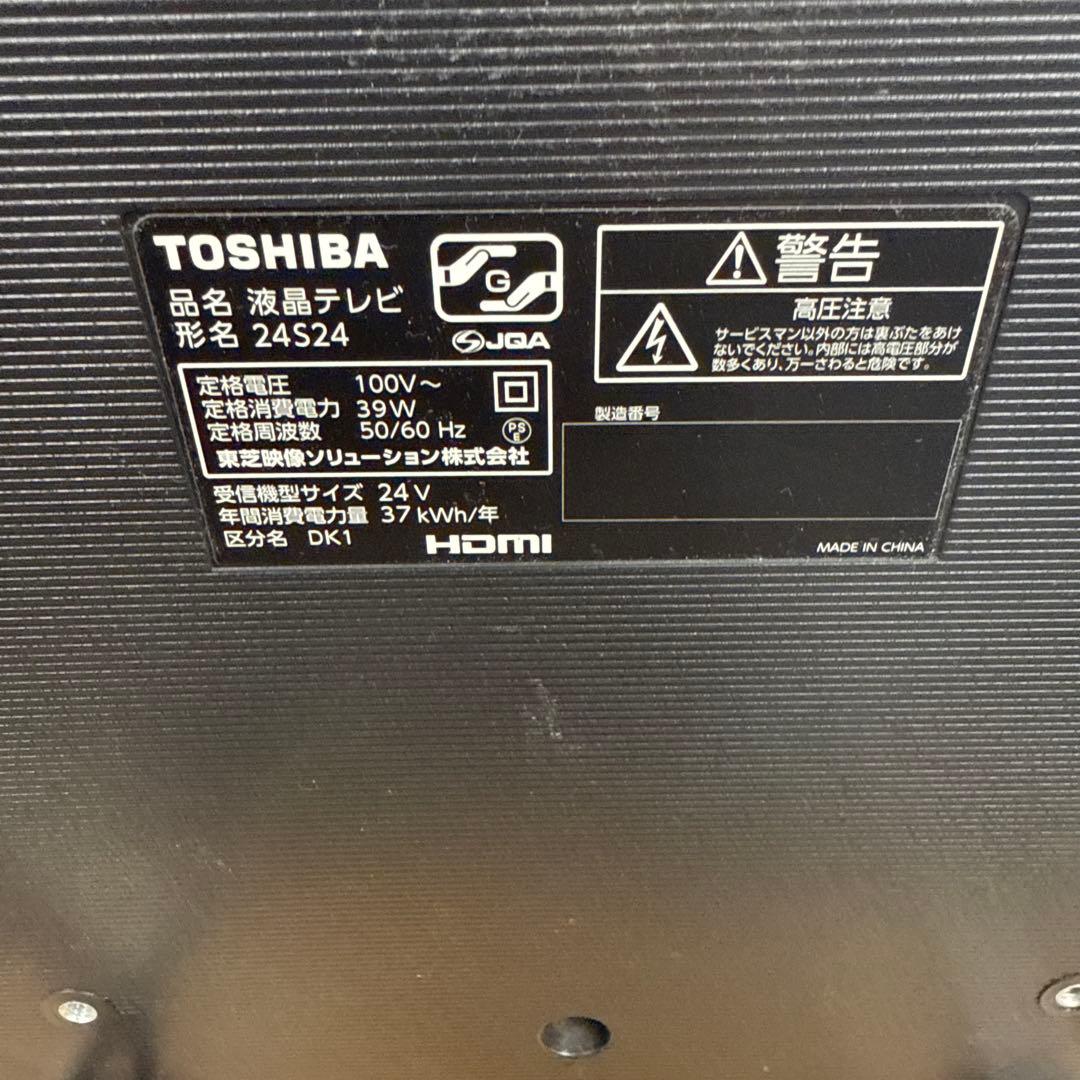 TOSHIBA
品名 液晶テレビ
形名 24S24
G
JQA
定格電圧 100V～
定格消費電力 39W
定格周波数 50/60 Hz
PS
E
東芝映像ソリューション株式会社
受信機型サイズ 24V
年間消費電力量 37 kWh/年
区分名 DK1
HDMI
警告
高圧注意
サービスマン以外の方は裏ぶたをあけ
ないでください。内部には高電圧部分が
数多くあり、万一さわると危険です。
製造番号
MADE IN CHINA